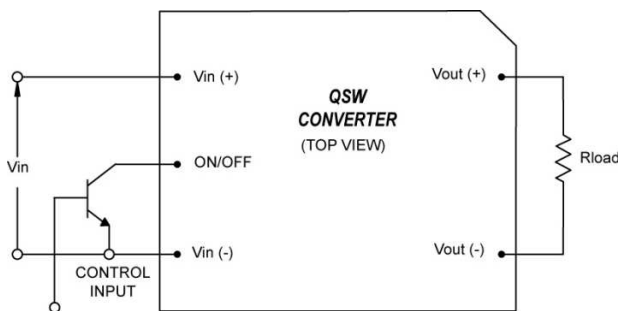 Vin (+)
Vout (+)
QSW
CONVERTER
(TOP VIEW)
ON/OFF
Vin
Rload
Vin (-)
Vout (-)
CONTROL
INPUT